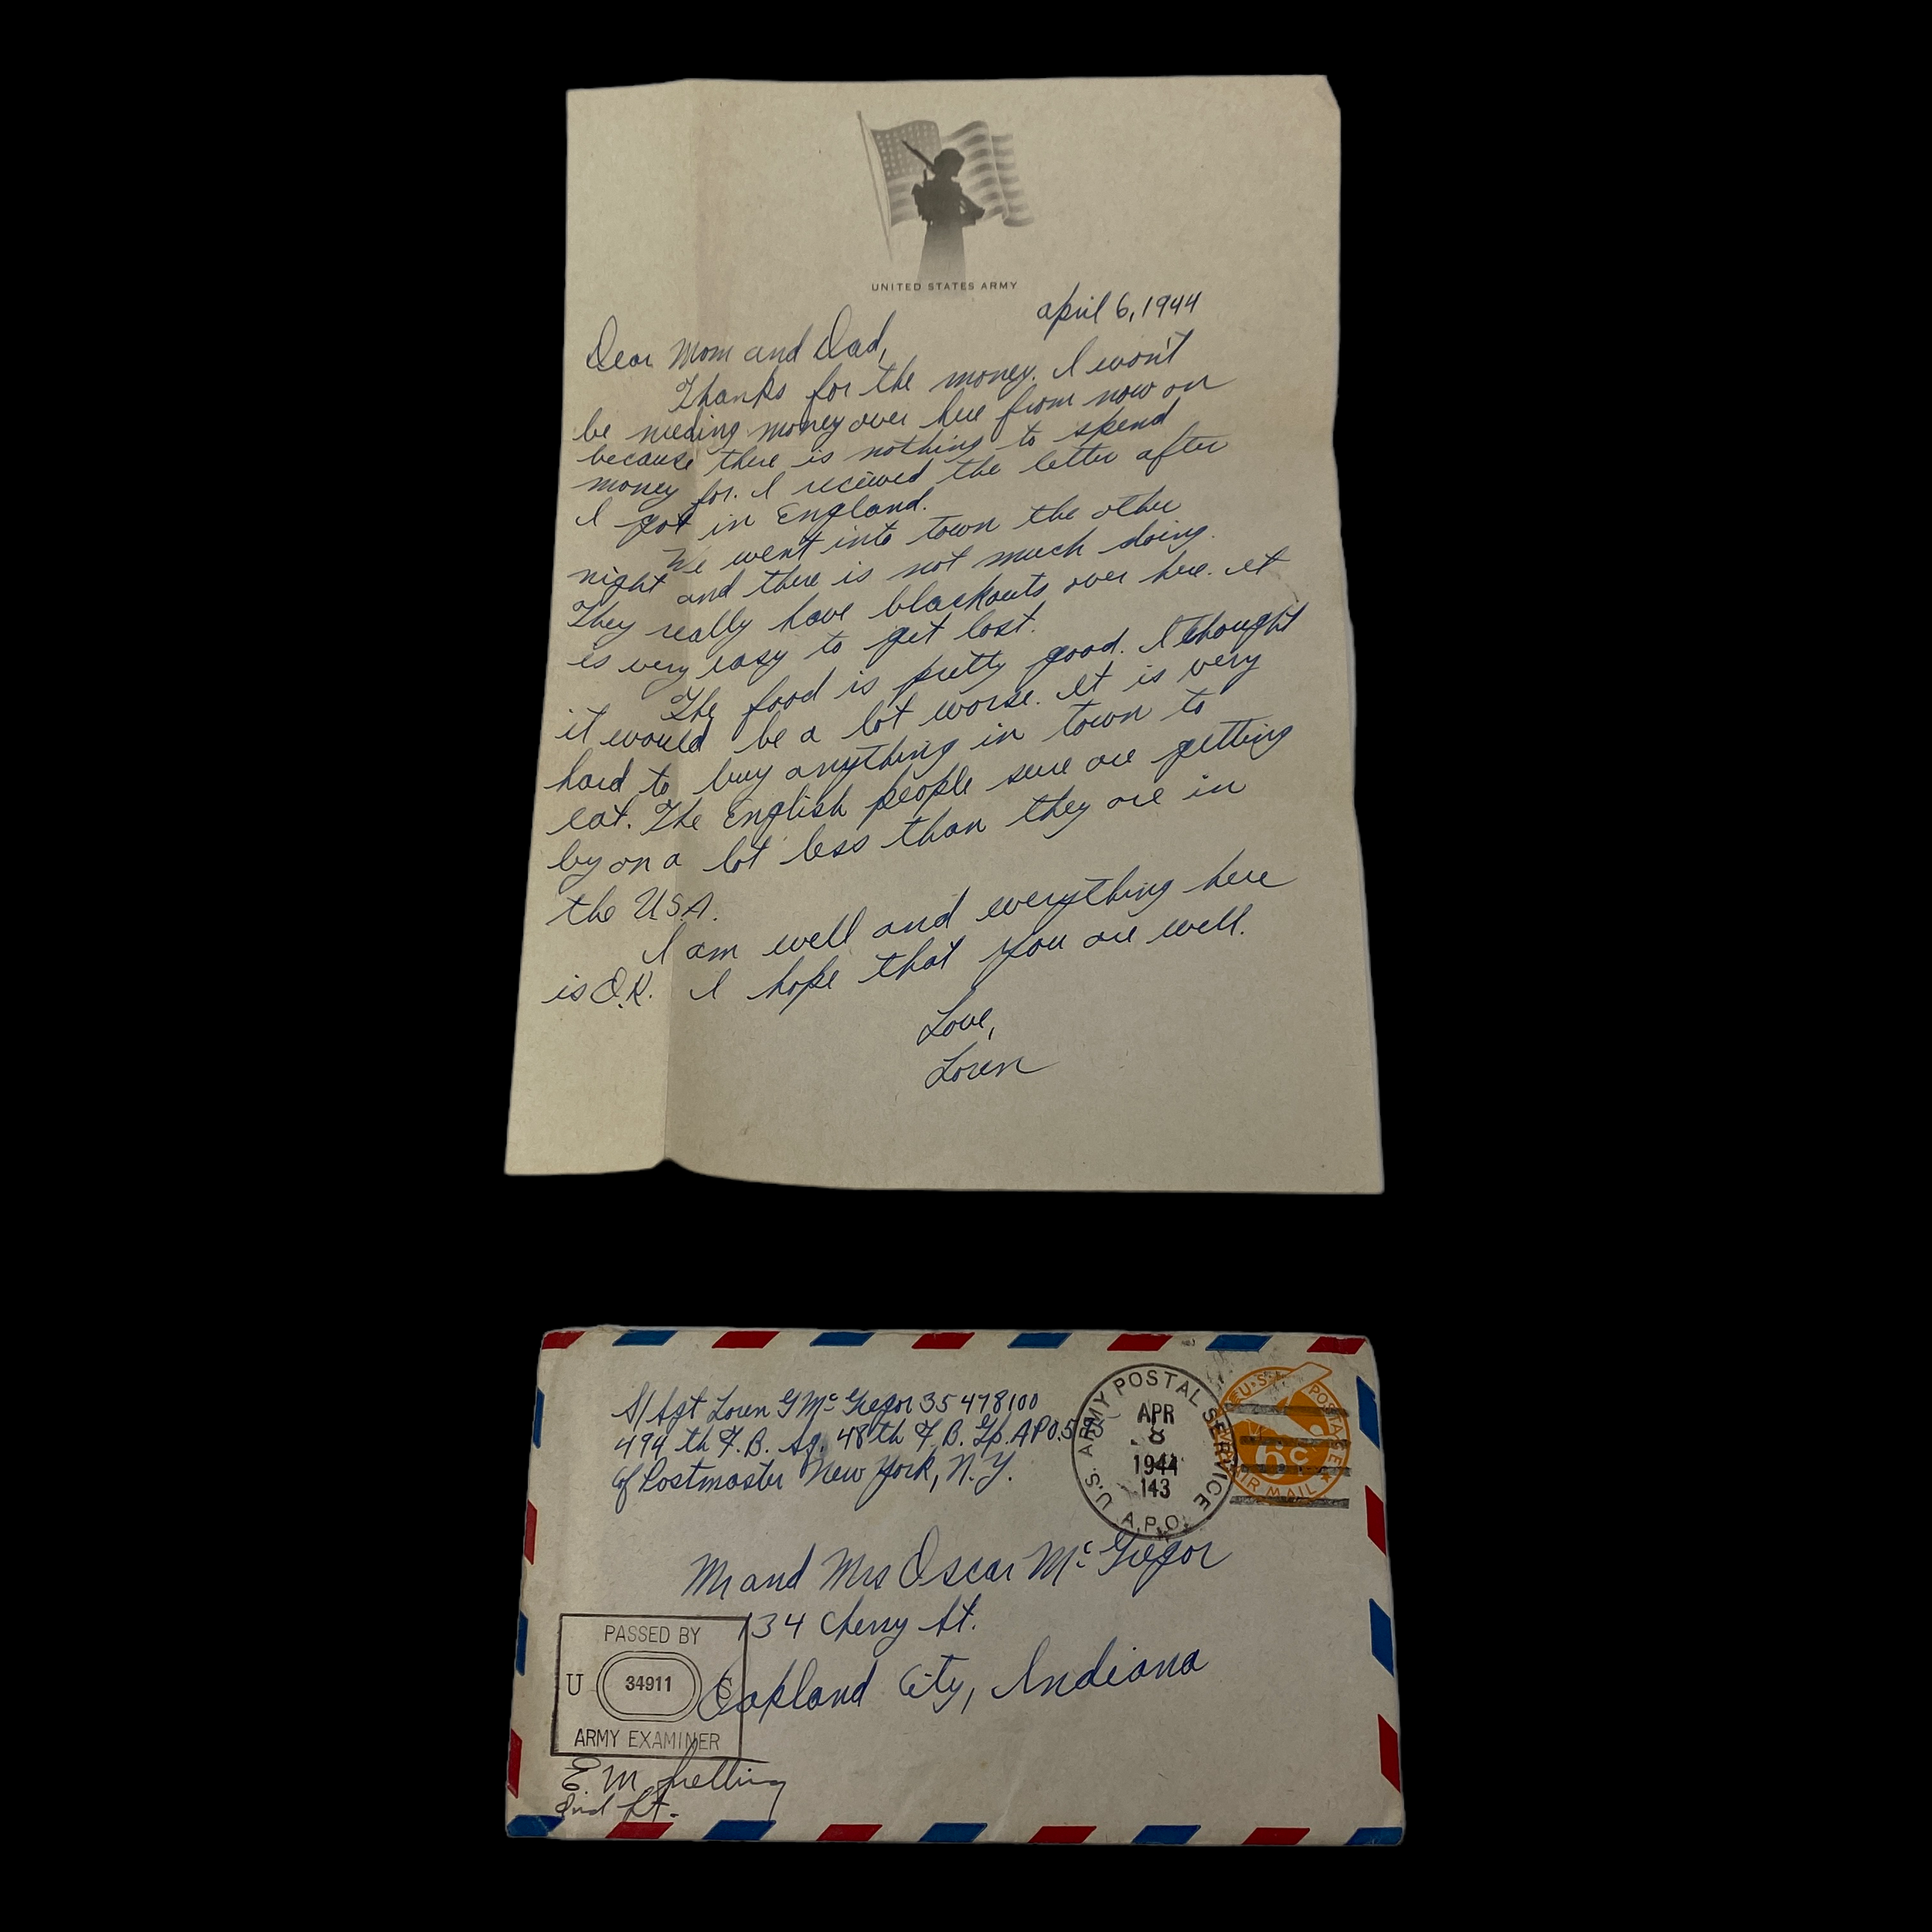 UNITED STATES ARMY
April 6, 1944
Dear Mom and Dad,
Thanks for the money. I won't
be needing money over here from now on
because there is nothing to spend
money for. I recieved the letter after
I got in England.
We went into town the other
night and there is not much doing.
They really have blackouts over here. It
is very easy to get lost.
The food is pretty good. I thought
it would be a lot worse. It is very
hard to buy anything in town to
eat. The English people sure are getting
by on a lot less than they are in
the USA.
I am well and everything here
is O.K. I hope that you are well.
Love,
Loren
S/Sgt Loren G McGregor 35478100
494th F.B. Sq. 48th F.B. Gp. APO.
c/o Postmaster New York, N.Y.
U.S. ARMY POSTAL SERVICE
APR
8
1944
143
A.P.O.
U.S. POSTAGE
6c
AIR MAIL
Mr and Mrs Oscar McGregor
134 Cherry St.
Oakland City, Indiana
PASSED BY
U 34911 S
ARMY EXAMINER
E. M.
2nd Lt.